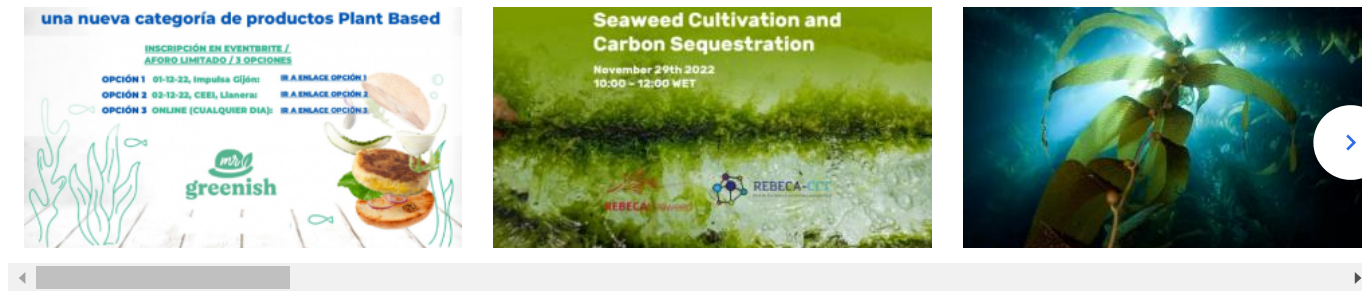 una nueva categoría de productos Plant Based
INSCRIPCIÓN EN EVENTBRITE /
AFORO LIMITADO / 3 OPCIONES
OPCIÓN 1 01-12-22, Impulsa Gijón: IR A ENLACE OPCIÓN 1
OPCIÓN 2 02-12-22, CEEI, Llanera: IR A ENLACE OPCIÓN 2
OPCIÓN 3 ONLINE (CUALQUIER DIA): IR A ENLACE OPCIÓN 3
mr
greenish
Seaweed Cultivation and
Carbon Sequestration
November 29th 2022
10:00 - 12:00 WET
REBECA
REBECA-CCT